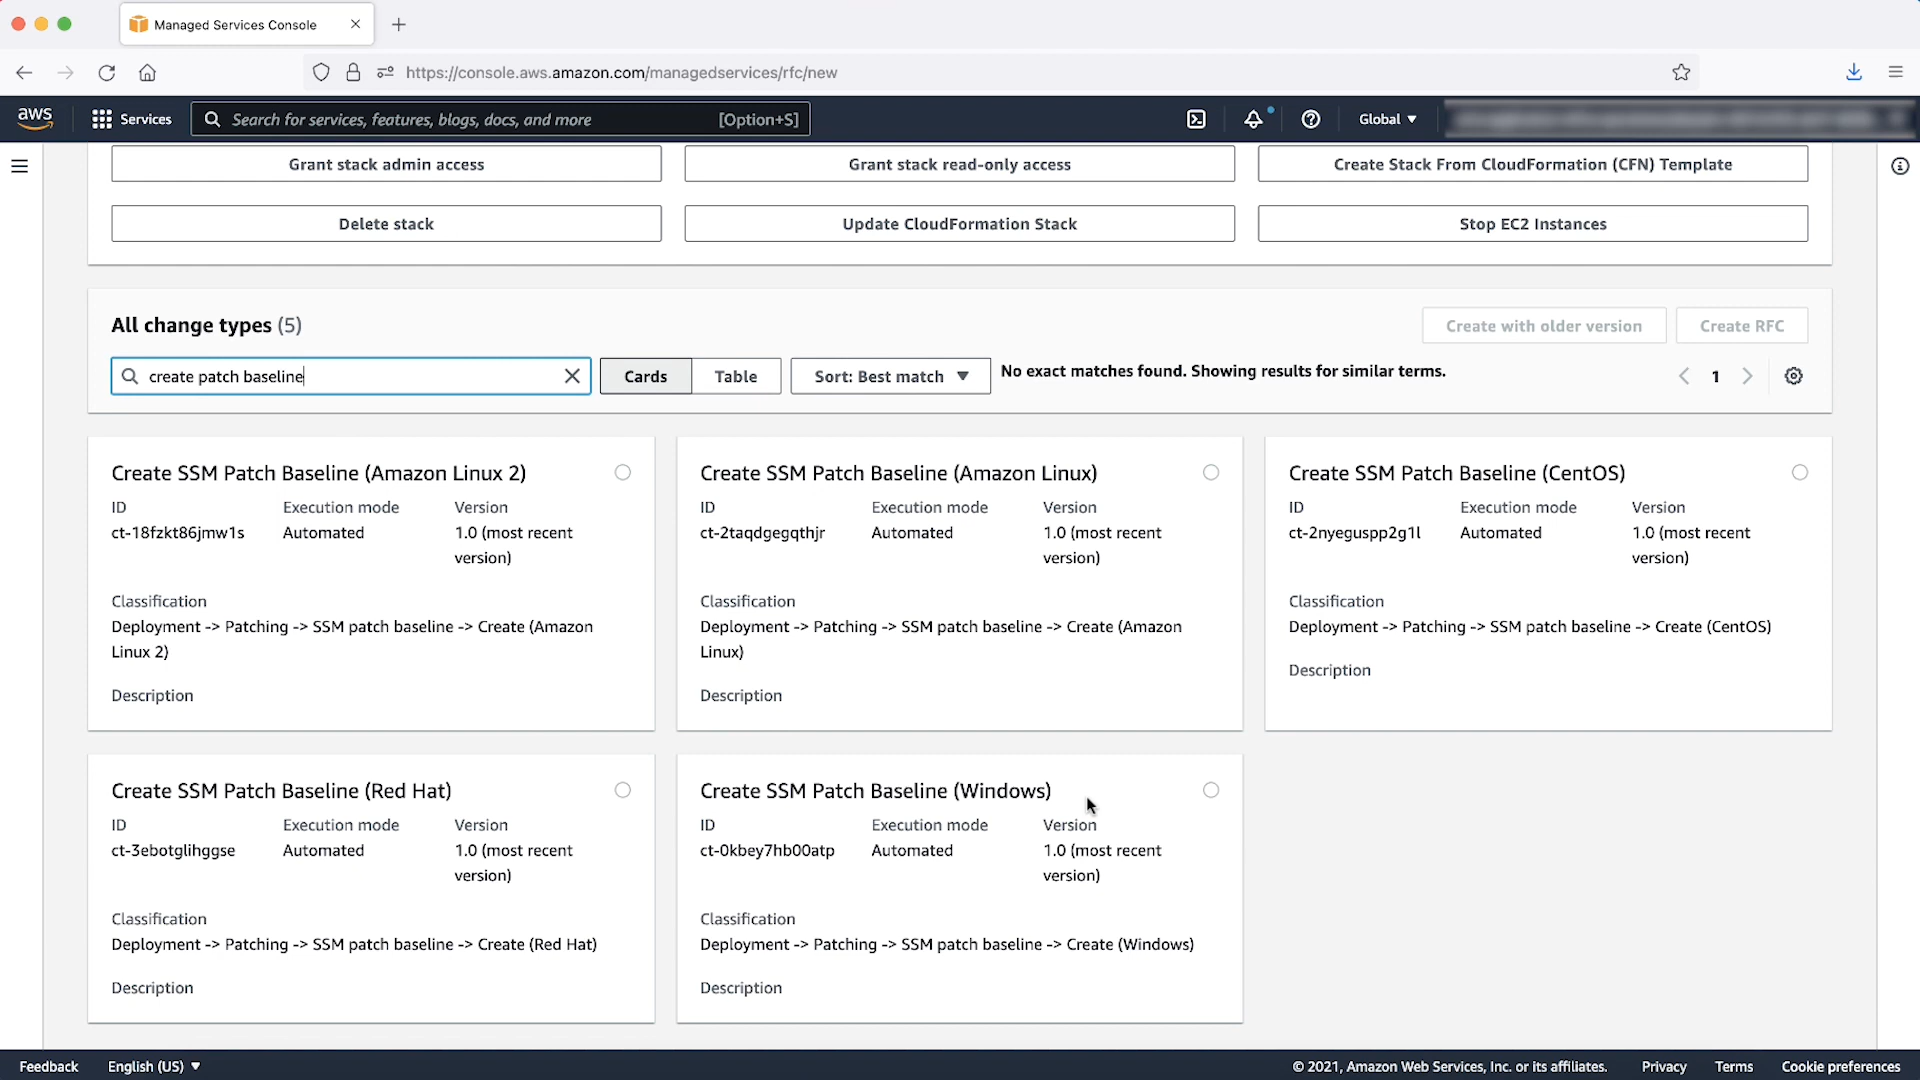 Managed Services Console
https://console.aws.amazon.com/managedservices/rfc/new
aws
Services
Search for services, features, blogs, docs, and more
[Option+S]
Global
Grant stack admin access
Grant stack read-only access
Create Stack From CloudFormation (CFN) Template
Delete stack
Update CloudFormation Stack
Stop EC2 Instances
All change types (5)
Create with older version
Create RFC
create patch baseline
Cards
Table
Sort: Best match
No exact matches found. Showing results for similar terms.
1
Create SSM Patch Baseline (Amazon Linux 2)
ID
Execution mode
Version
ct-18fzkt86jmw1s
Automated
1.0 (most recent
version)
Classification
Deployment -> Patching -> SSM patch baseline -> Create (Amazon
Linux 2)
Description
Create SSM Patch Baseline (Amazon Linux)
ID
Execution mode
Version
ct-2taqdgegqthjr
Automated
1.0 (most recent
version)
Classification
Deployment -> Patching -> SSM patch baseline -> Create (Amazon
Linux)
Description
Create SSM Patch Baseline (CentOS)
ID
Execution mode
Version
ct-2nyeguspp2g1l
Automated
1.0 (most recent
version)
Classification
Deployment -> Patching -> SSM patch baseline -> Create (CentOS)
Description
Create SSM Patch Baseline (Red Hat)
ID
Execution mode
Version
ct-3ebotglihggse
Automated
1.0 (most recent
version)
Classification
Deployment -> Patching -> SSM patch baseline -> Create (Red Hat)
Description
Create SSM Patch Baseline (Windows)
ID
Execution mode
Version
ct-0kbey7hb00atp
Automated
1.0 (most recent
version)
Classification
Deployment -> Patching -> SSM patch baseline -> Create (Windows)
Description
Feedback
English (US)
© 2021, Amazon Web Services, Inc. or its affiliates.
Privacy
Terms
Cookie preferences